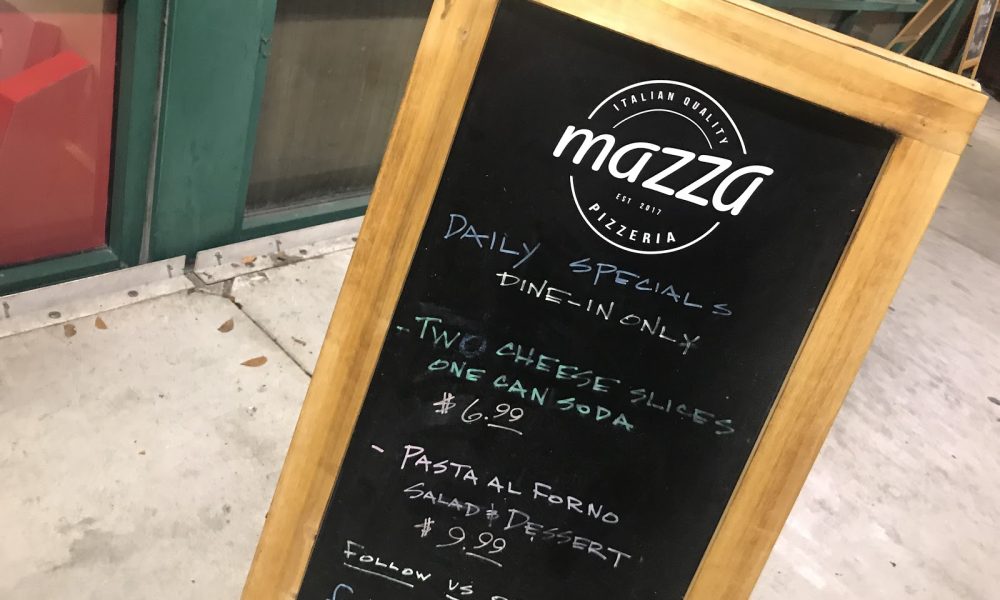 ITALIAN QUALITY
mazza
EST 2017
PIZZERIA
DAILY SPECIALS
DINE-IN ONLY
- TWO CHEESE SLICES
ONE CAN SODA
$6.99
- PASTA AL FORNO
SALAD & DESSERT
$9.99
FOLLOW US